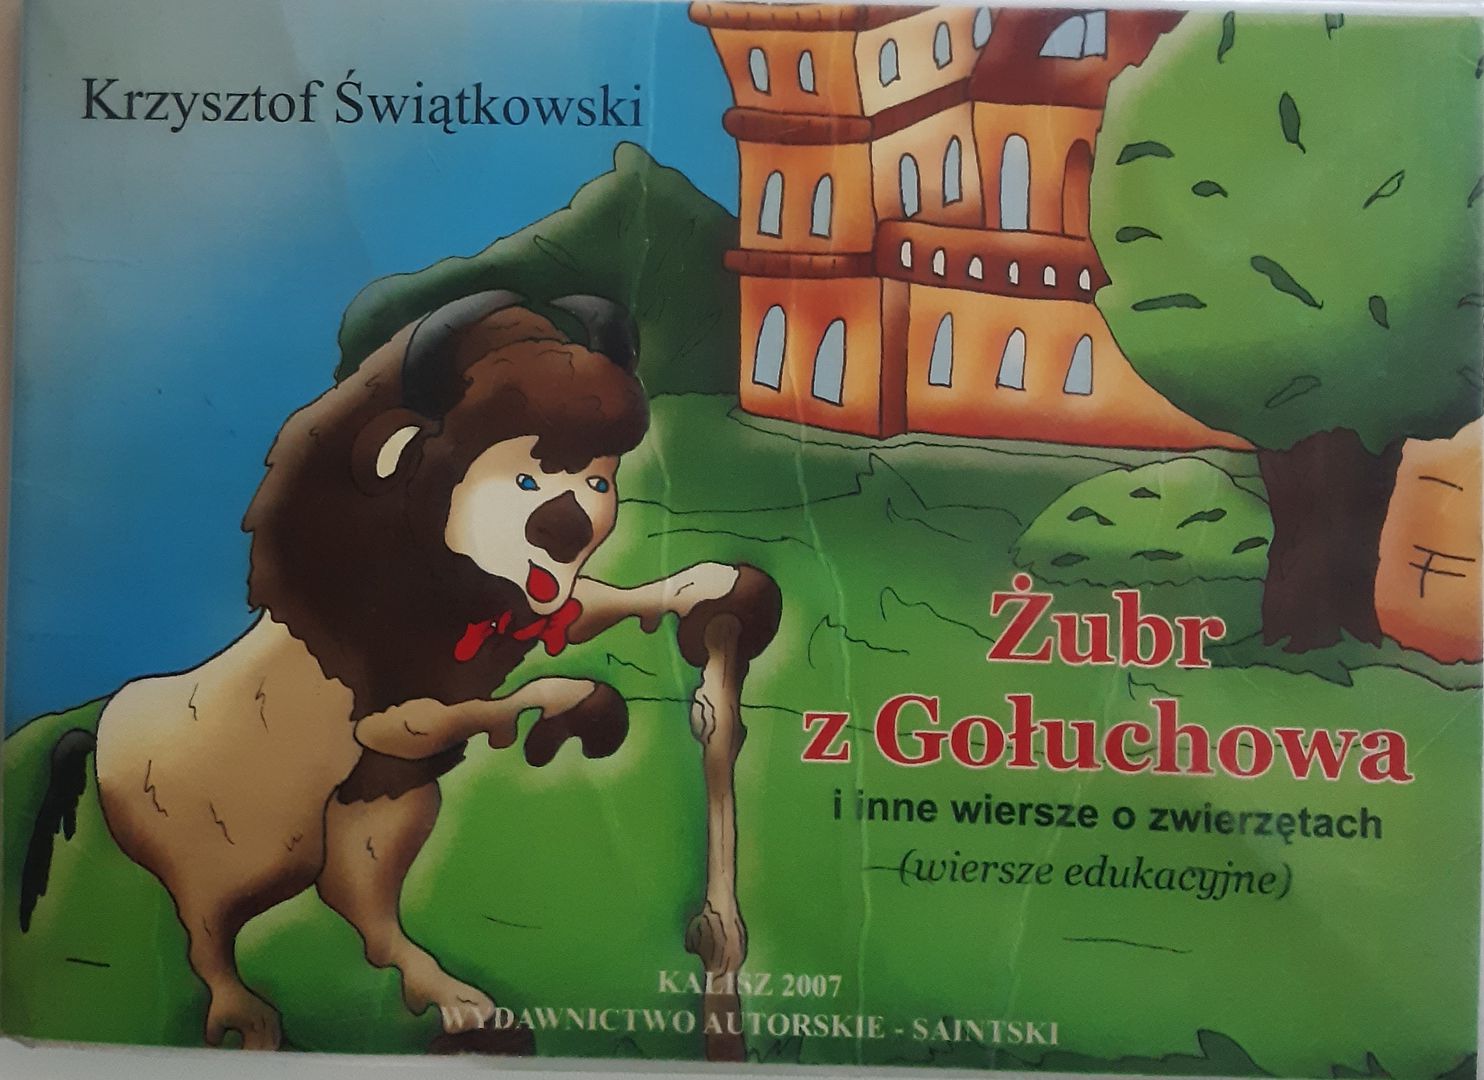 Krzysztof Świątkowski
Żubr
z Gołuchowa
i inne wiersze o zwierzętach
(wiersze edukacyjne)
KALISZ 2007
WYDAWNICTWO AUTORSKIE - SAINTSKI